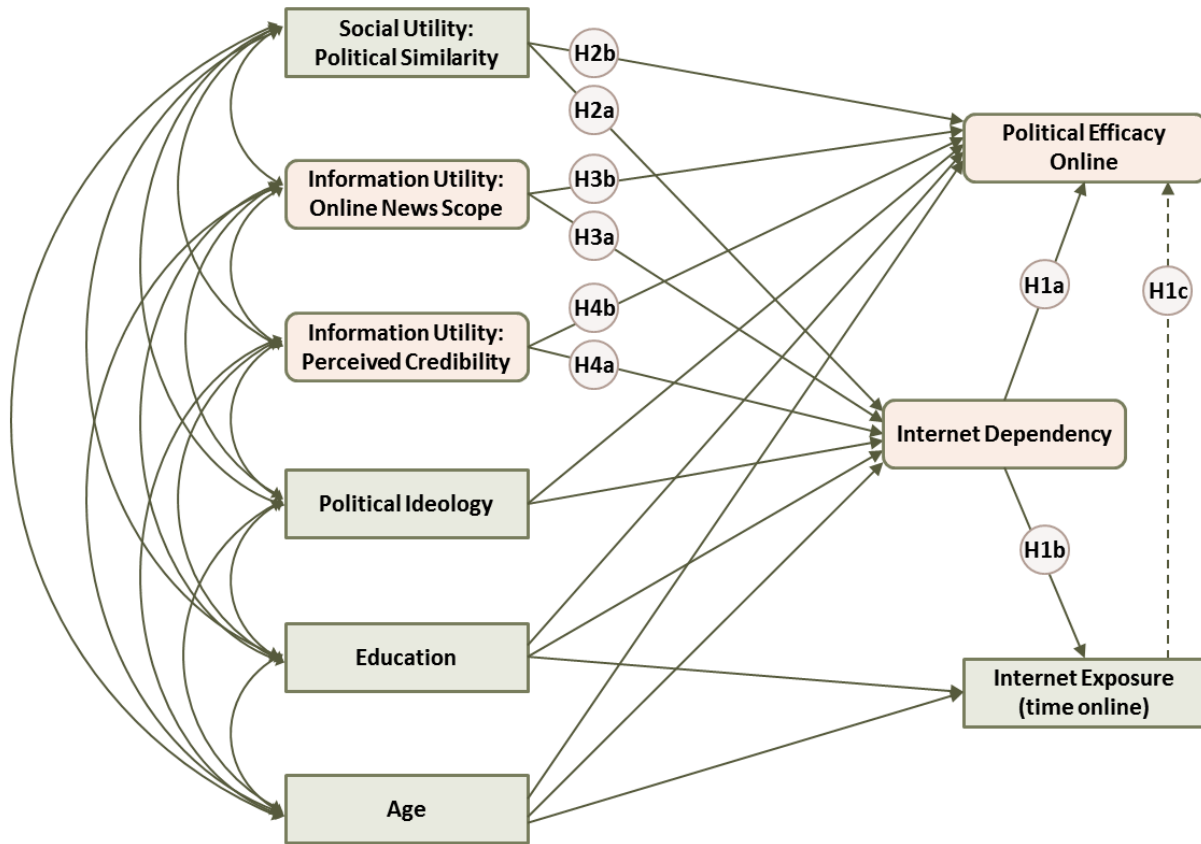 Social Utility:
Political Similarity
H2b
H2a
Political Efficacy
Online
Information Utility:
Online News Scope
H3b
H3a
H1a
H1c
Information Utility:
Perceived Credibility
H4b
H4a
Internet Dependency
Political Ideology
H1b
Education
Internet Exposure
(time online)
Age